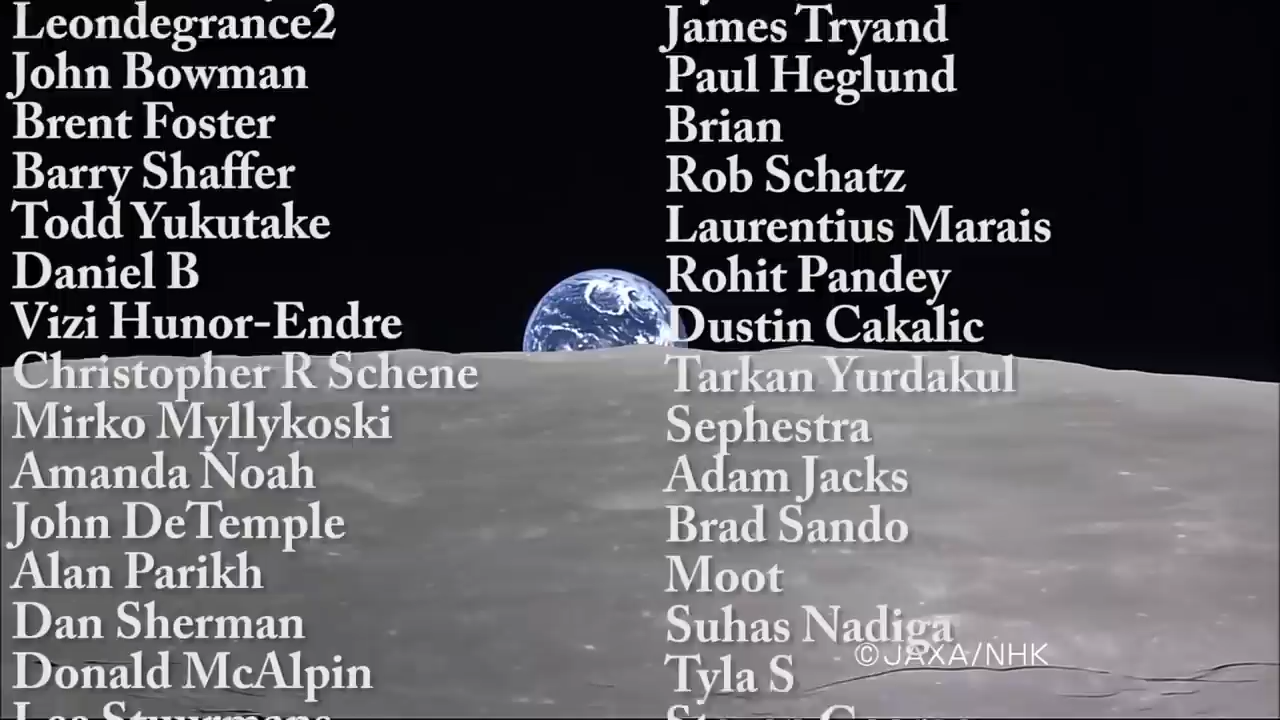 Leondegrance2
John Bowman
Brent Foster
Barry Shaffer
Todd Yukutake
Daniel B
Vizi Hunor-Endre
Christopher R Schene
Mirko Myllykoski
Amanda Noah
John DeTemple
Alan Parikh
Dan Sherman
Donald McAlpin
James Tryand
Paul Heglund
Brian
Rob Schatz
Laurentius Marais
Rohit Pandey
Dustin Cakalic
Tarkan Yurdakul
Sephestra
Adam Jacks
Brad Sando
Moot
Suhas Nadiga
Tyla S
©JAXA/NHK